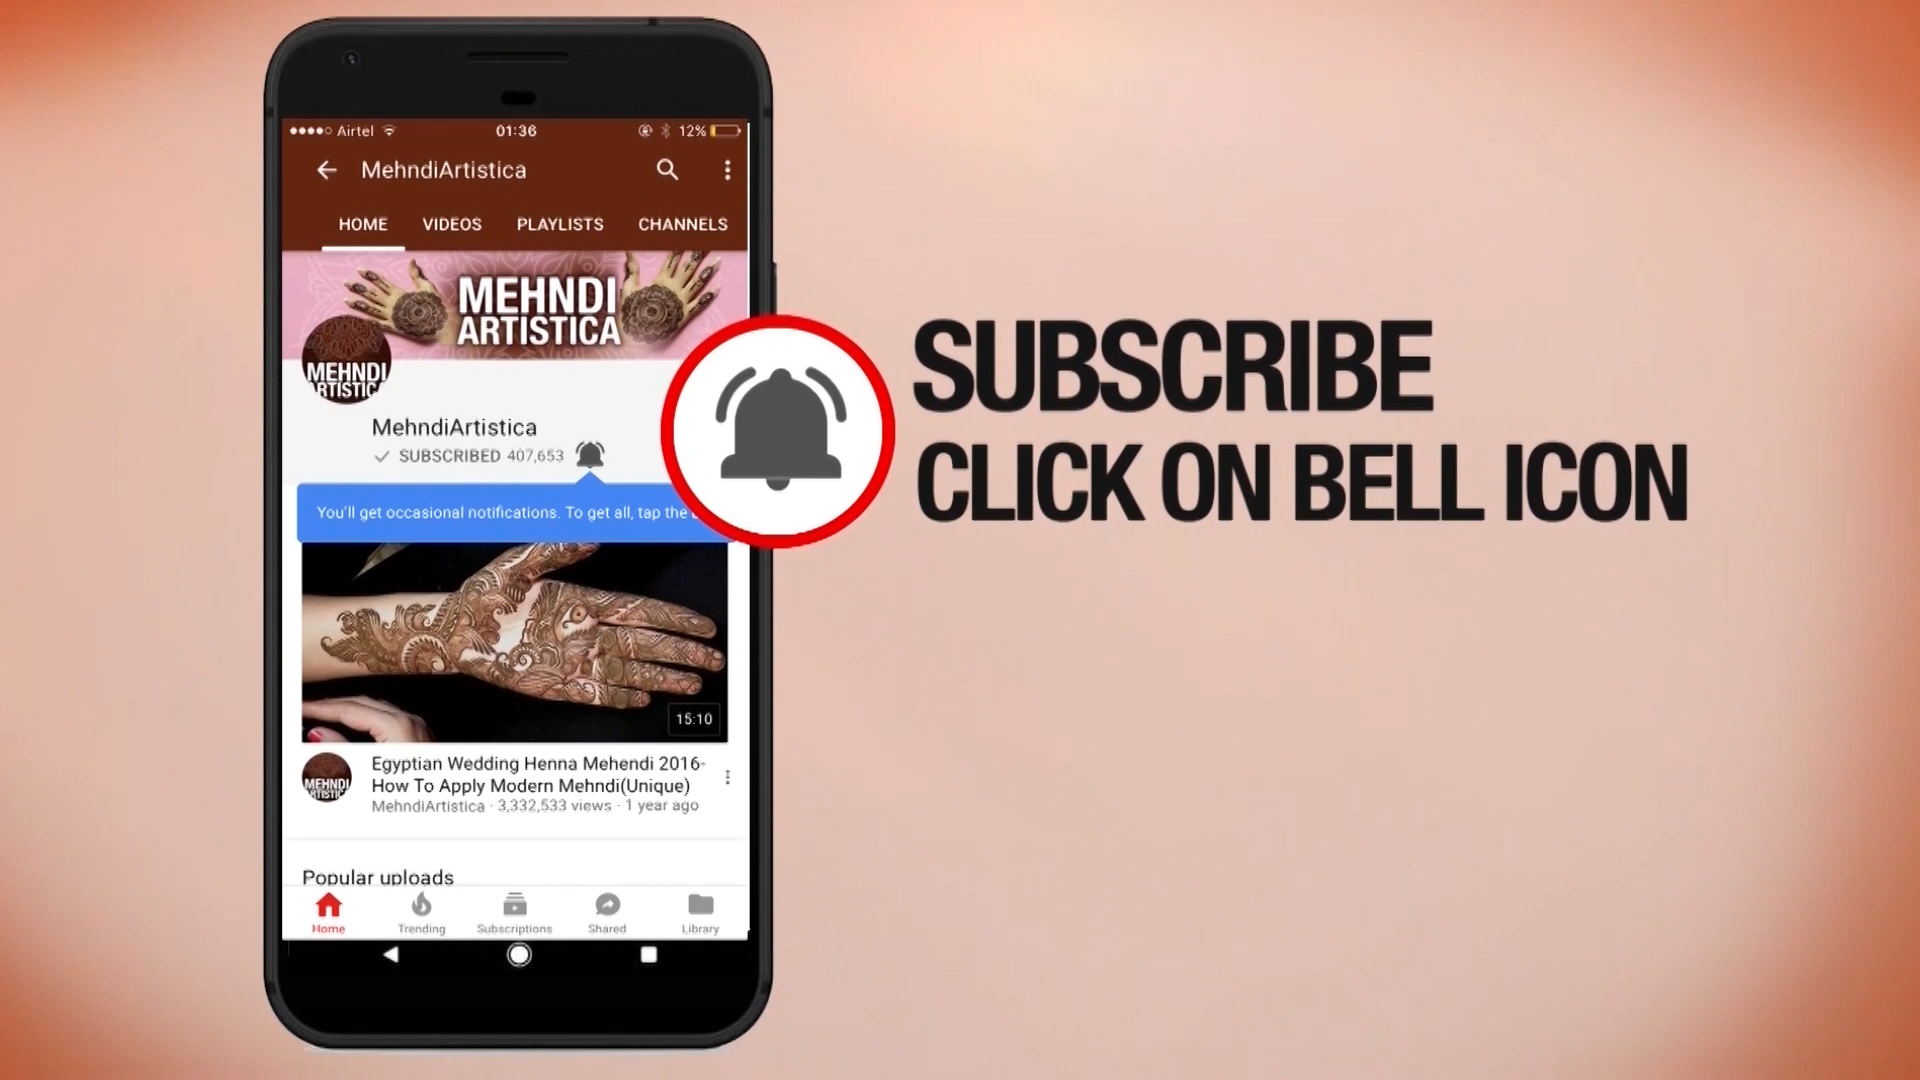 Airtel 01:36 12%
MehndiArtistica
HOME VIDEOS PLAYLISTS CHANNELS
MEHNDI
ARTISTICA
MEHNDI
ARTISTICA
MehndiArtistica
SUBSCRIBED 407,653
You'll get occasional notifications. To get all, tap the
SUBSCRIBE
CLICK ON BELL ICON
15:10
MEHNDI
ARTISTICA
Egyptian Wedding Henna Mehendi 2016-
How To Apply Modern Mehndi(Unique)
MehndiArtistica · 3,332,533 views · 1 year ago
Popular uploads
Home Trending Subscriptions Shared Library